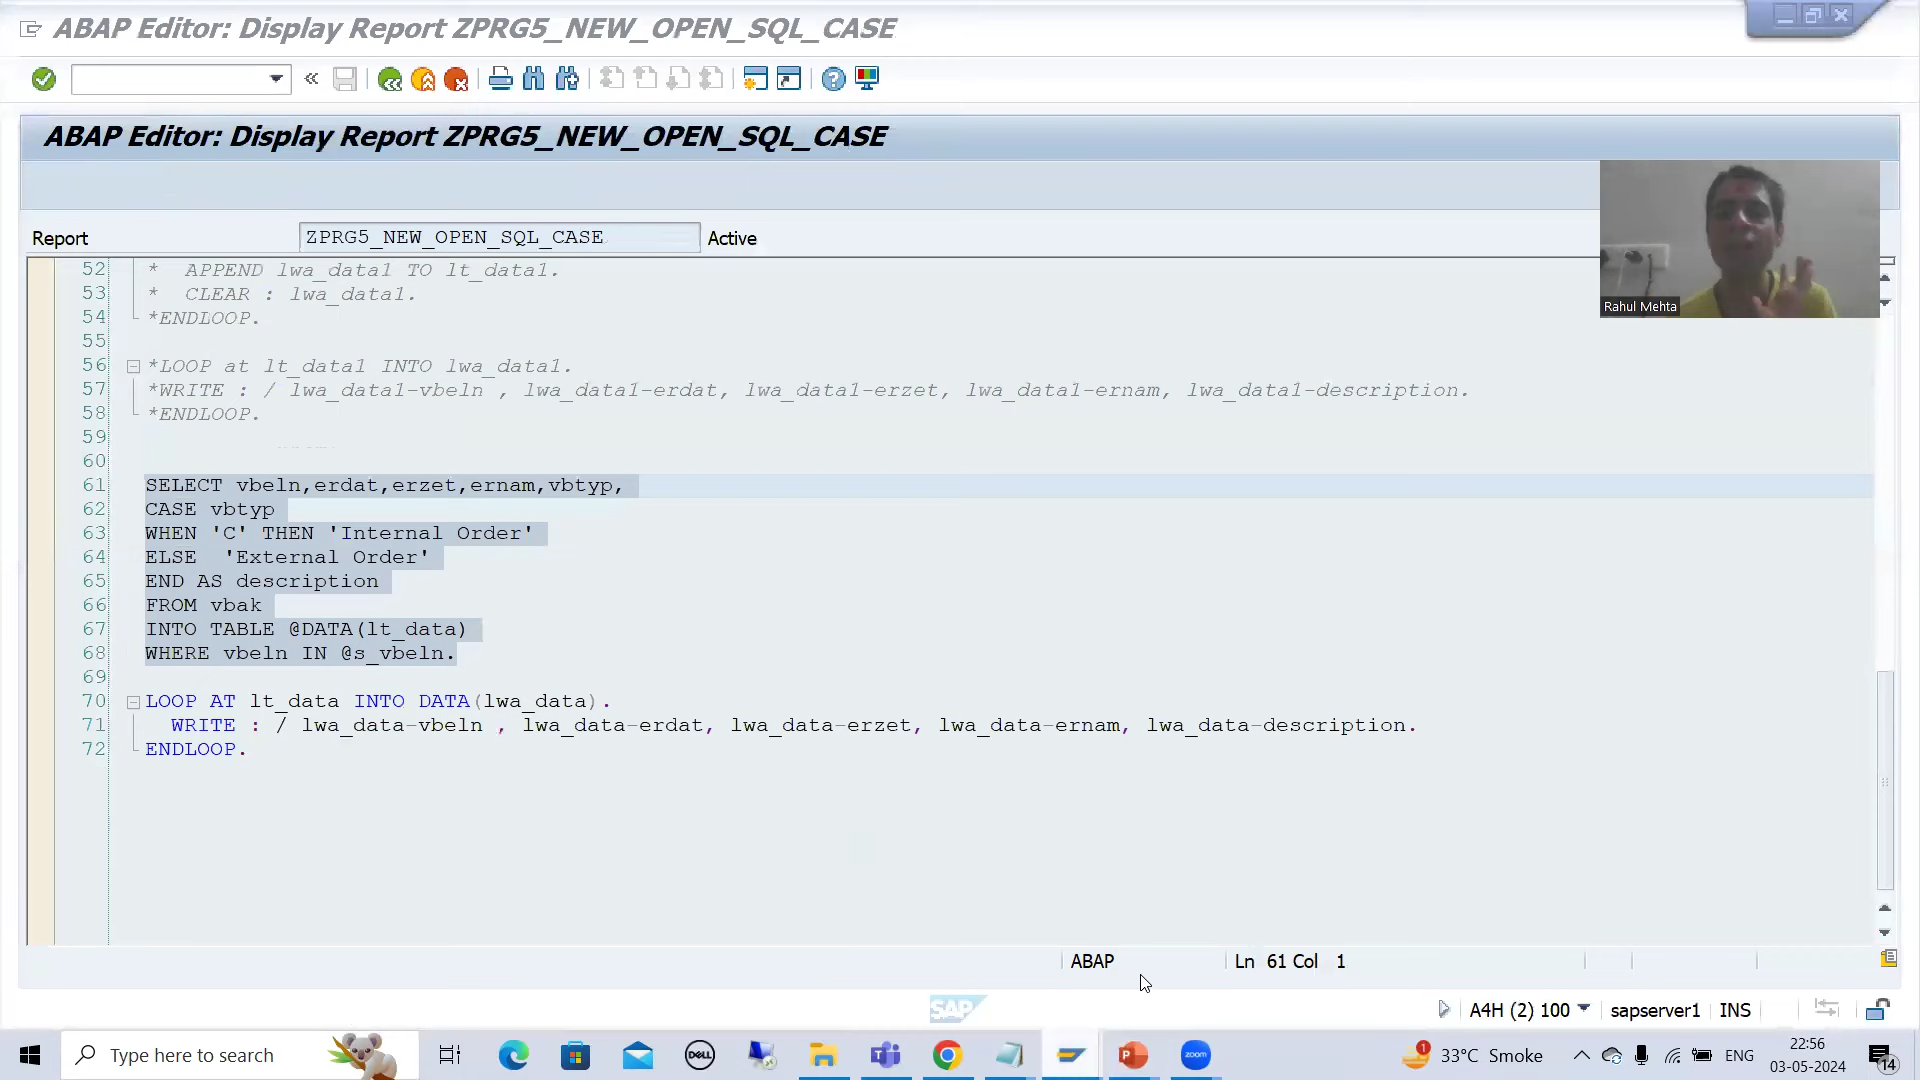 ABAP Editor: Display Report ZPRG5_NEW_OPEN_SQL_CASE
ABAP Editor: Display Report ZPRG5_NEW_OPEN_SQL_CASE
Report ZPRG5_NEW_OPEN_SQL_CASE Active
Rahul Mehta
52 * APPEND lwa_data1 TO lt_data1.
53 * CLEAR : lwa_data1.
54 *ENDLOOP.
55
56 *LOOP at lt_data1 INTO lwa_data1.
57 *WRITE : / lwa_data1-vbeln , lwa_data1-erdat, lwa_data1-erzet, lwa_data1-ernam, lwa_data1-description.
58 *ENDLOOP.
59
60
61 SELECT vbeln,erdat,erzet,ernam,vbtyp,
62 CASE vbtyp
63 WHEN 'C' THEN 'Internal Order'
64 ELSE 'External Order'
65 END AS description
66 FROM vbak
67 INTO TABLE @DATA(lt_data)
68 WHERE vbeln IN @s_vbeln.
69
70 LOOP AT lt_data INTO DATA(lwa_data).
71 WRITE : / lwa_data-vbeln , lwa_data-erdat, lwa_data-erzet, lwa_data-ernam, lwa_data-description.
72 ENDLOOP.
ABAP Ln 61 Col 1
SAP A4H (2) 100 sapserver1 INS
Type here to search DELL zoom 1 33°C Smoke ENG 22:56
03-05-2024 14